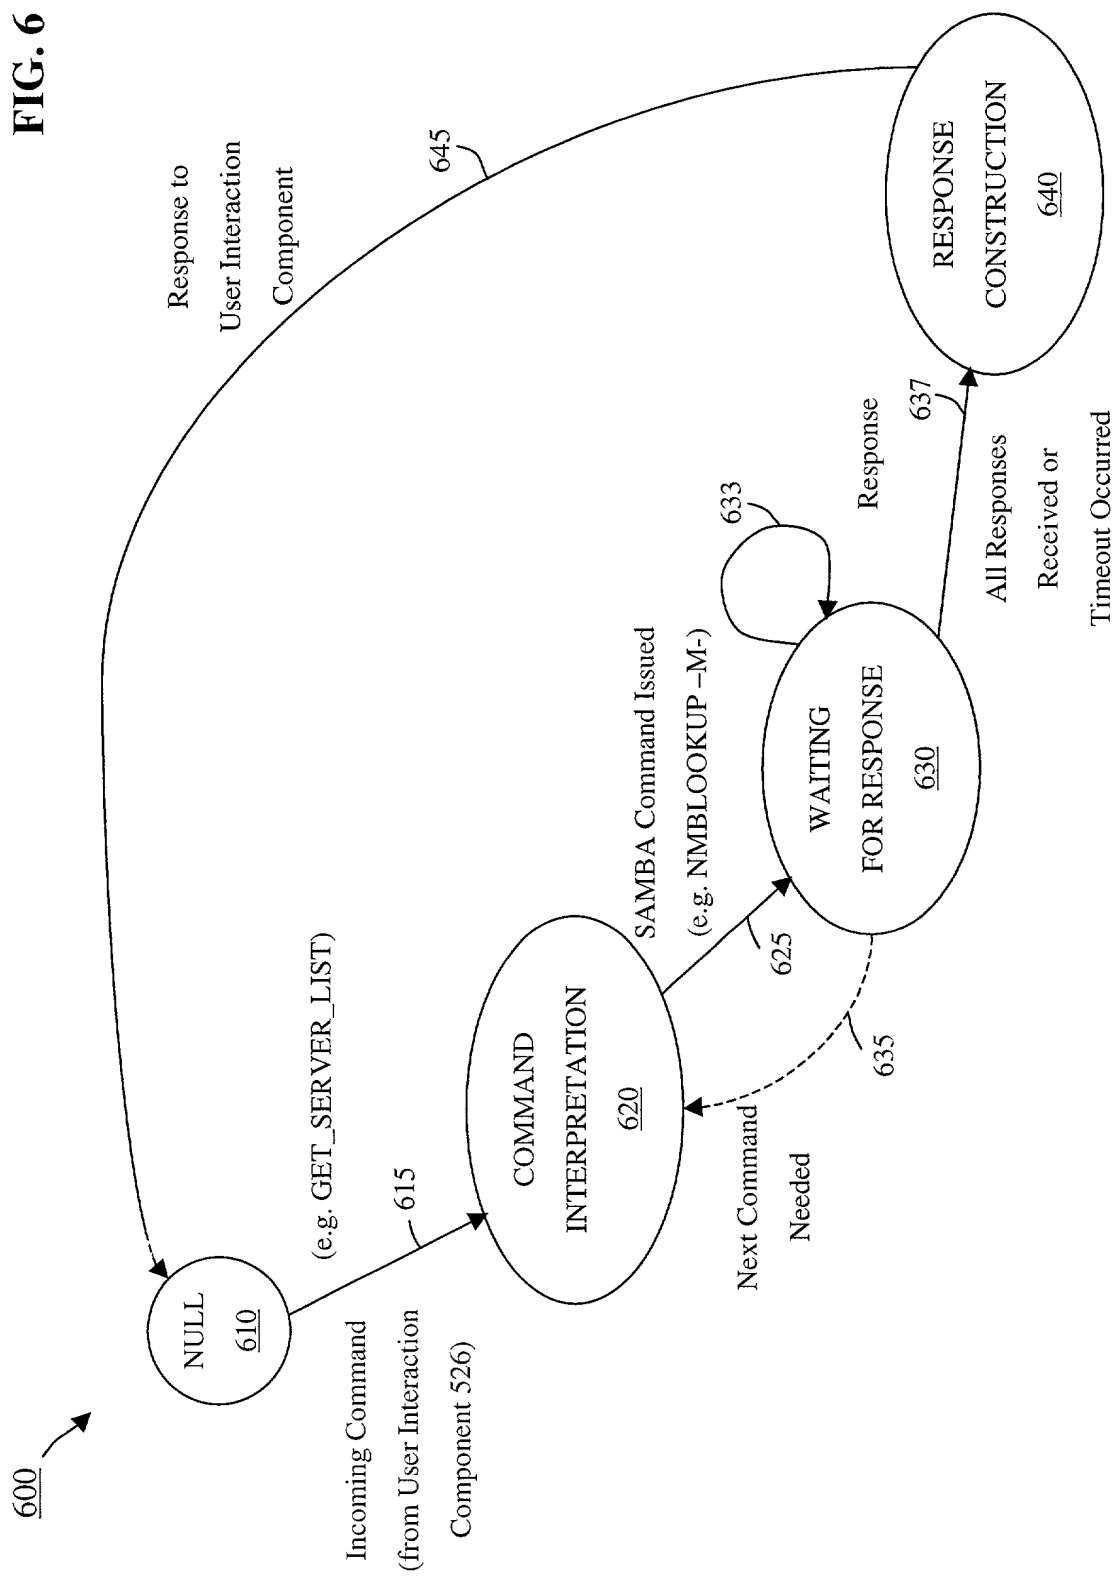 FIG. 6
600
NULL
610
Incoming Command
(from User Interaction
Component 526)
(e.g. GET_SERVER_LIST)
615
COMMAND
INTERPRETATION
620
SAMBA Command Issued
(e.g. NMBLOOKUP –M-)
625
Next Command
Needed
635
WAITING
FOR RESPONSE
630
633
Response
637
All Responses
Received or
Timeout Occurred
RESPONSE
CONSTRUCTION
640
645
Response to
User Interaction
Component